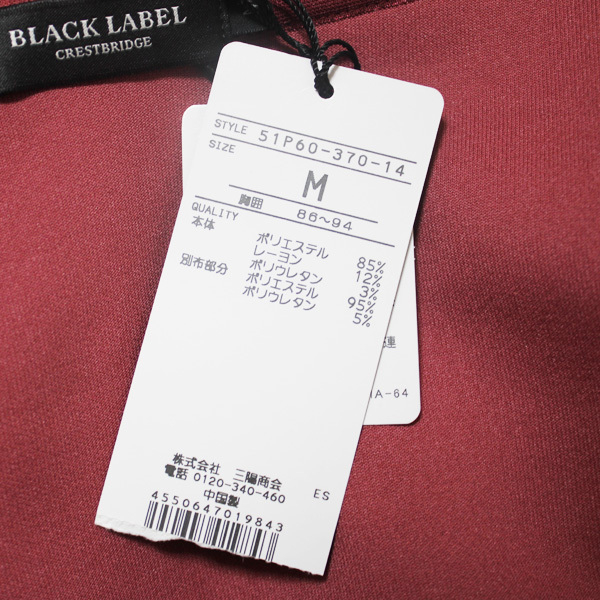 BLACK LABEL
CRESTBRIDGE
STYLE 51P60-370-14
SIZE
M
胸囲 86～94
QUALITY
本体 ポリエステル 85%
レーヨン 12%
ポリウレタン 3%
別布部分 ポリエステル 95%
ポリウレタン 5%
株式会社 三陽商会
電話 0120-340-460 ES
中国製
4550647019843
IA-64